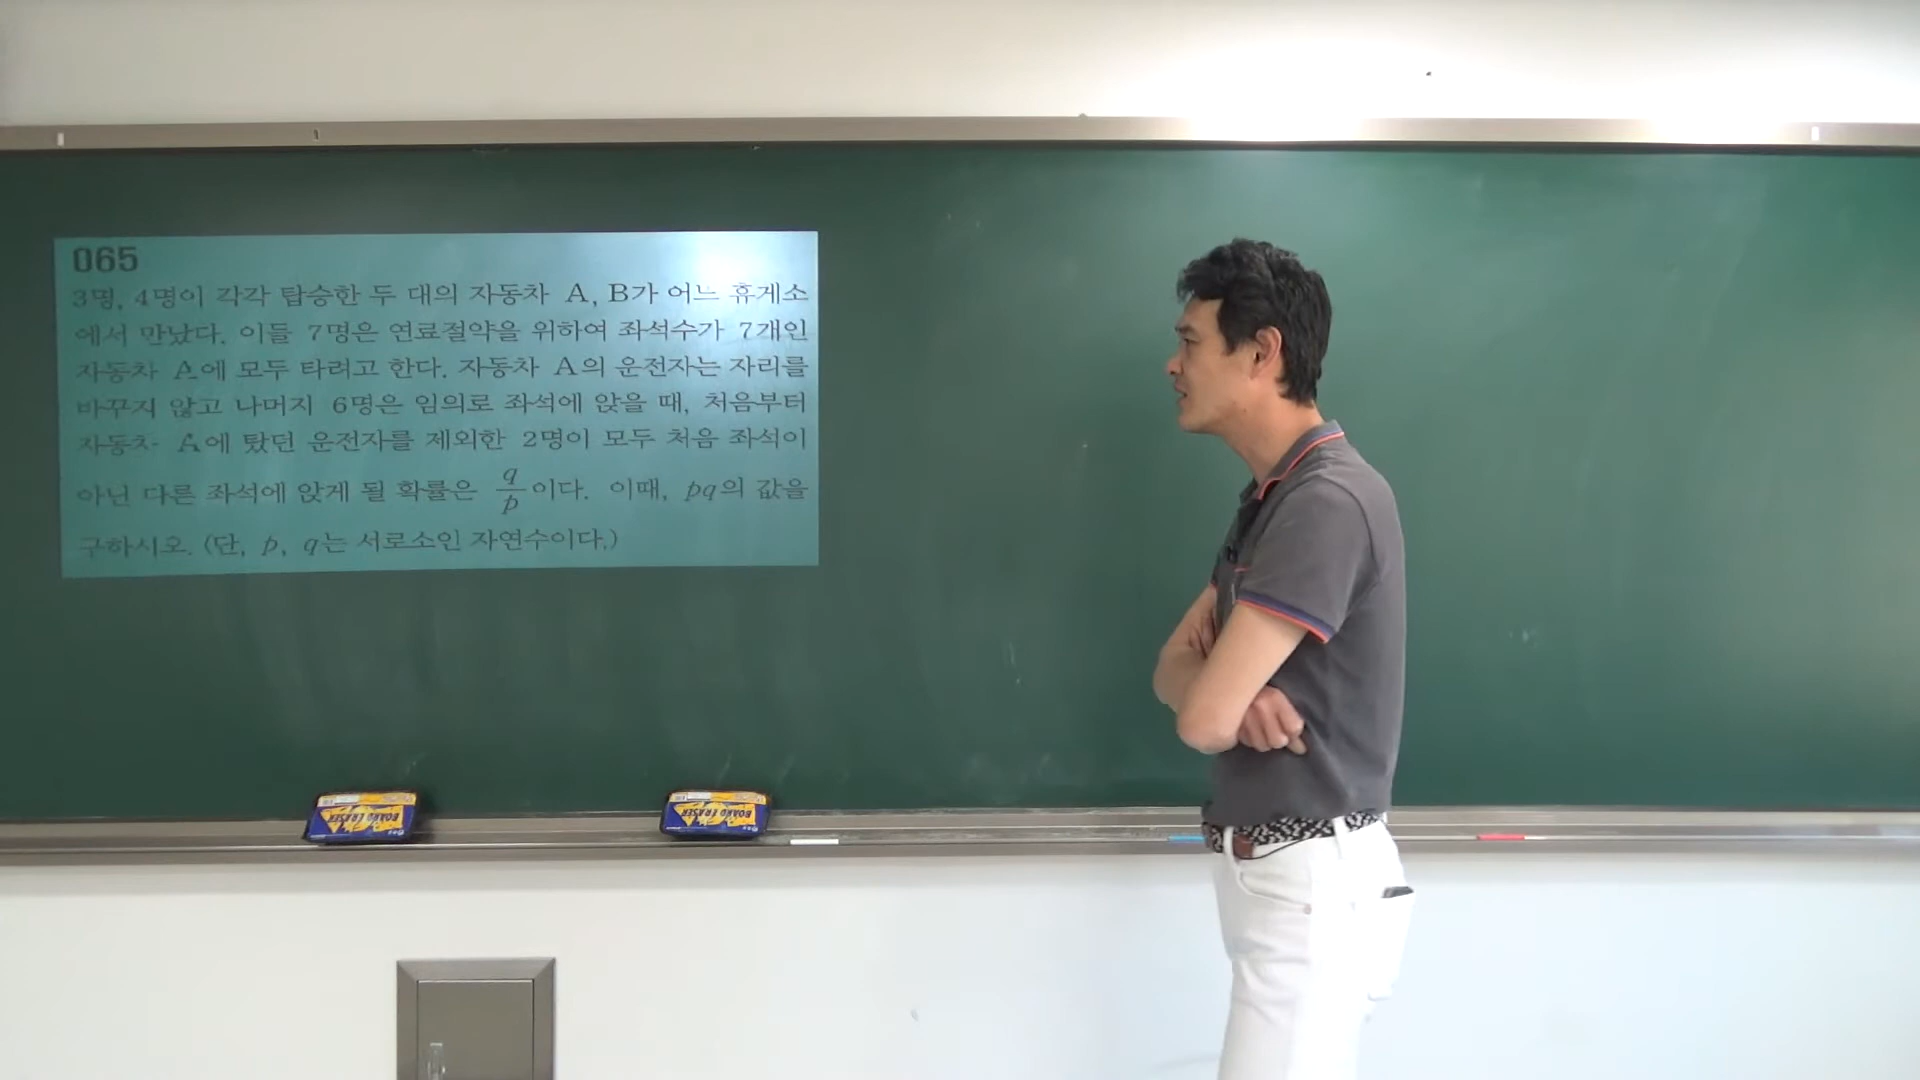 065
3명, 4명이 각각 탑승한 두 대의 자동차 A, B가 어느 휴게소
에서 만났다. 이들 7명은 연료절약을 위하여 좌석수가 7개인
자동차 A에 모두 타려고 한다. 자동차 A의 운전자는 자리를
바꾸지 않고 나머지 6명은 임의로 좌석에 앉을 때, 처음부터
자동차 A에 탔던 운전자를 제외한 2명이 모두 처음 좌석이
아닌 다른 좌석에 앉게 될 확률은 q/p이다. 이때, pq의 값을
구하시오. (단, p, q는 서로소인 자연수이다.)
BOARD ERASER
BOARD ERASER